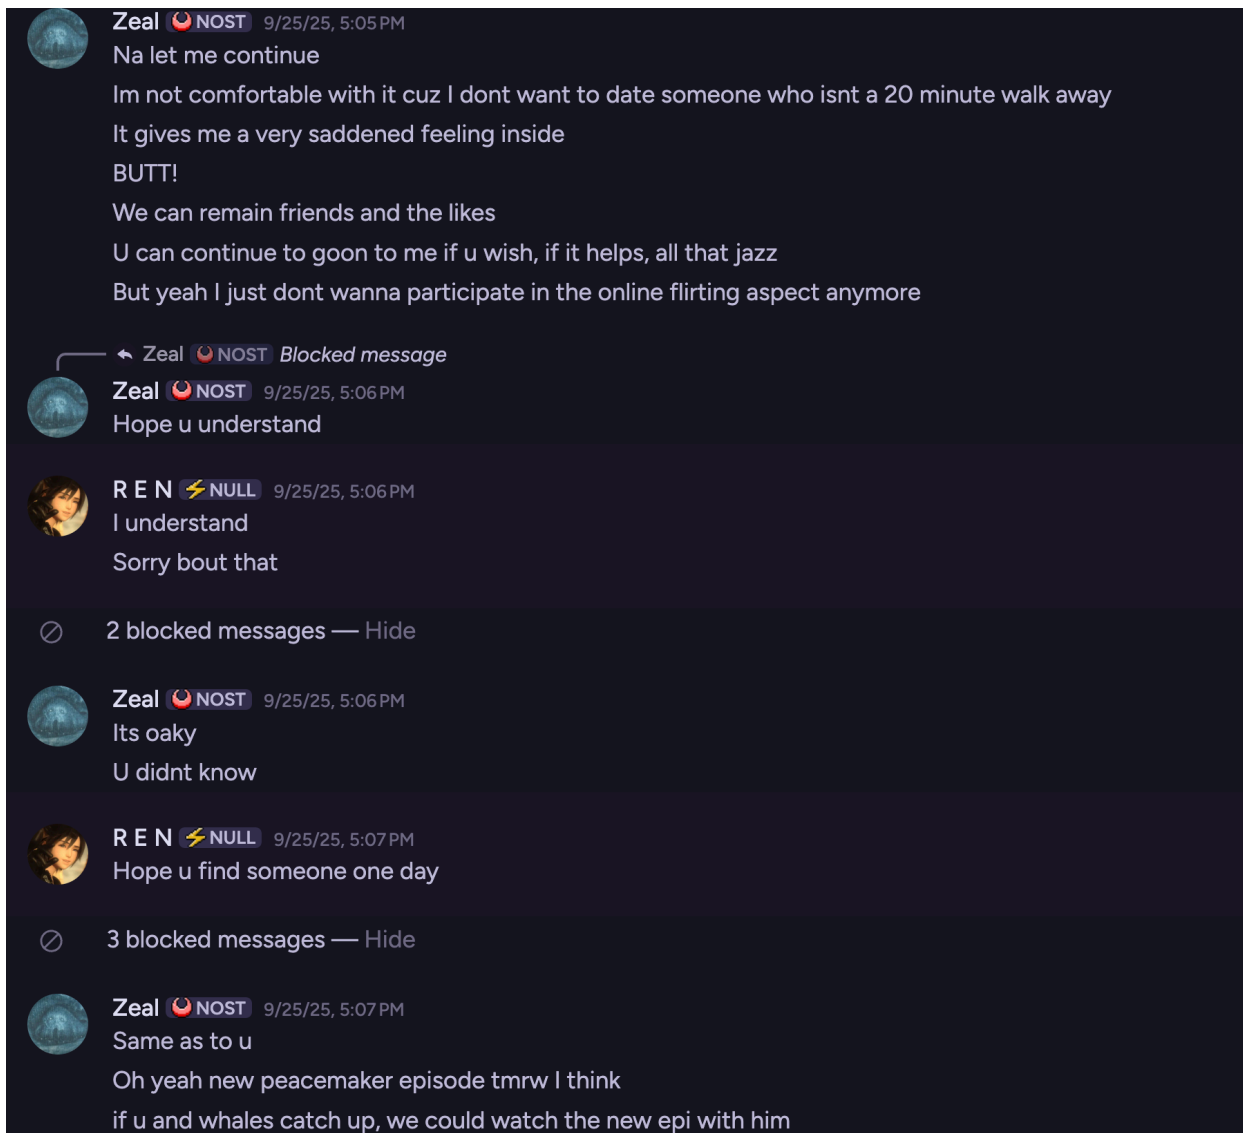 Zeal NOST 9/25/25, 5:05 PM
Na let me continue
Im not comfortable with it cuz I dont want to date someone who isnt a 20 minute walk away
It gives me a very saddened feeling inside
BUTT!
We can remain friends and the likes
U can continue to goon to me if u wish, if it helps, all that jazz
But yeah I just dont wanna participate in the online flirting aspect anymore
Zeal NOST Blocked message
Zeal NOST 9/25/25, 5:06 PM
Hope u understand
R E N NULL 9/25/25, 5:06 PM
I understand
Sorry bout that
2 blocked messages — Hide
Zeal NOST 9/25/25, 5:06 PM
Its oaky
U didnt know
R E N NULL 9/25/25, 5:07 PM
Hope u find someone one day
3 blocked messages — Hide
Zeal NOST 9/25/25, 5:07 PM
Same as to u
Oh yeah new peacemaker episode tmrw I think
if u and whales catch up, we could watch the new epi with him